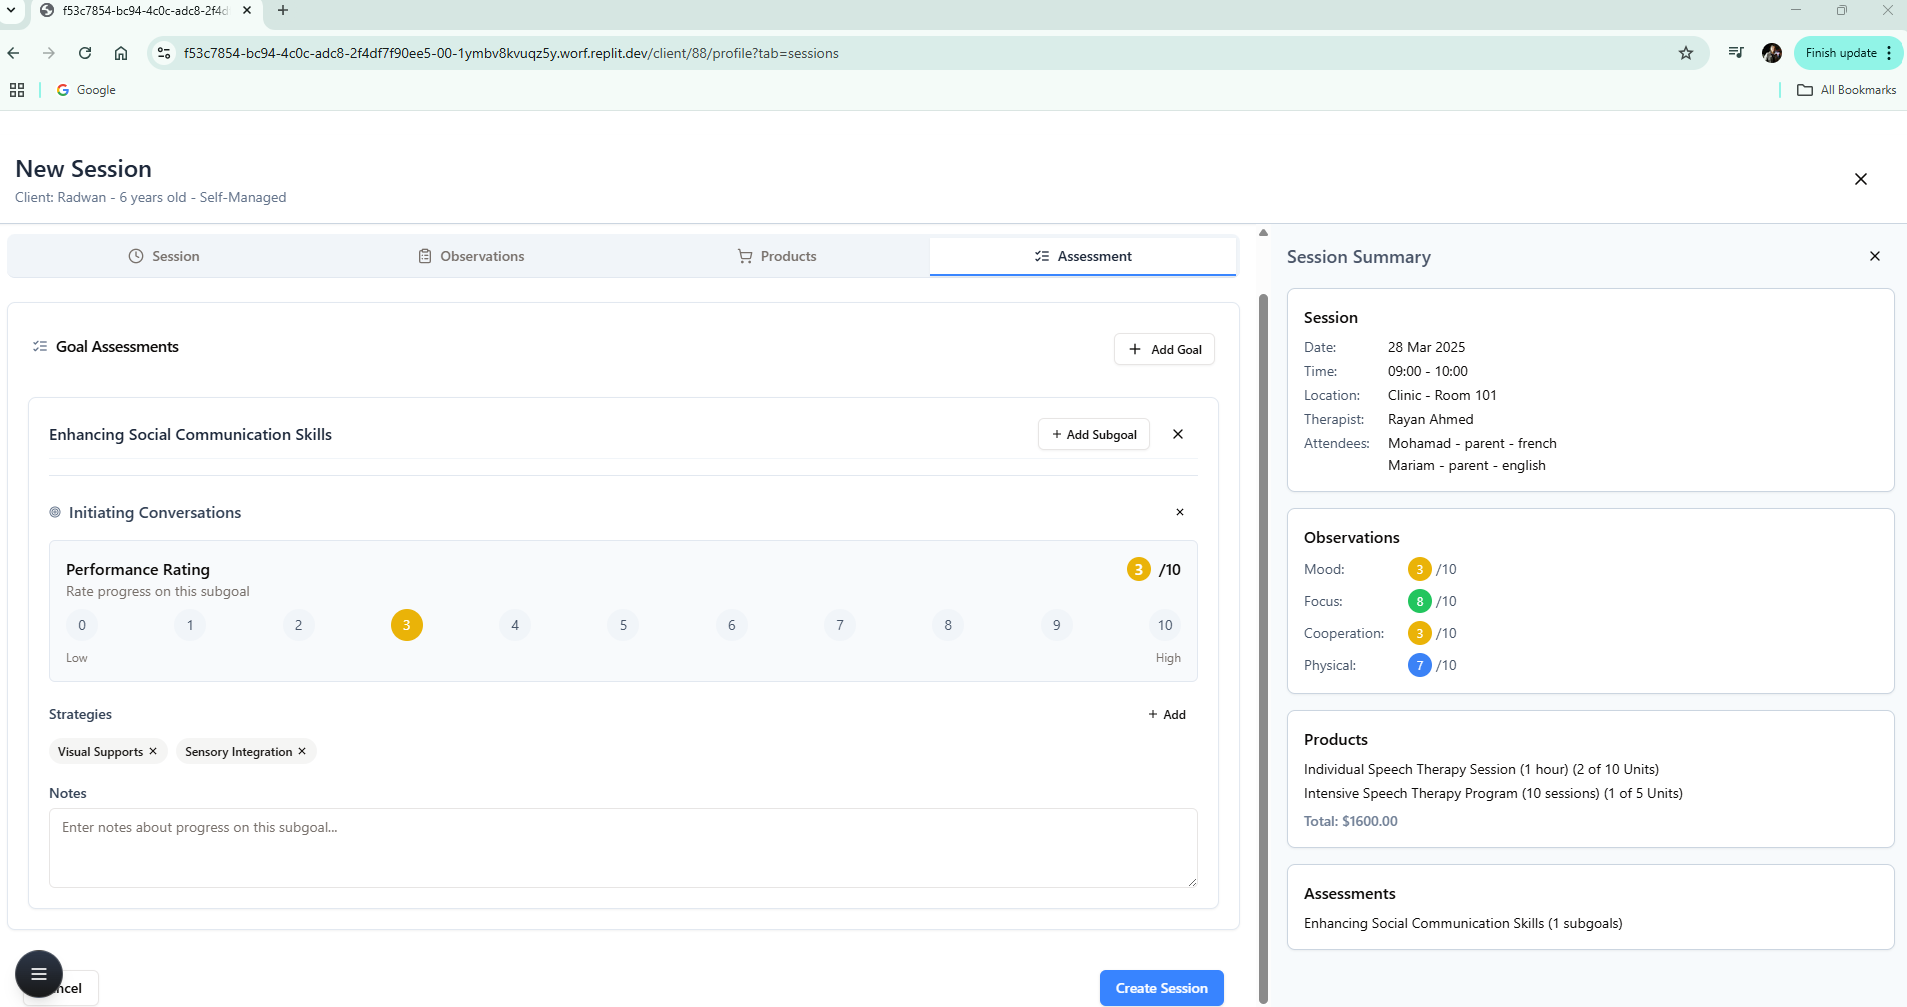 f53c7854-bc94-4c0c-adc8-2f4d
f53c7854-bc94-4c0c-adc8-2f4df7f90ee5-00-1ymbv8kvuqz5y.worf.replit.dev/client/88/profile?tab=sessions
Finish update
Google
All Bookmarks
New Session
Client: Radwan - 6 years old - Self-Managed
Session
Observations
Products
Assessment
Goal Assessments
+ Add Goal
Enhancing Social Communication Skills
+ Add Subgoal
Initiating Conversations
Performance Rating
3 /10
Rate progress on this subgoal
0 1 2 3 4 5 6 7 8 9 10
Low
High
Strategies
+ Add
Visual Supports
Sensory Integration
Notes
Enter notes about progress on this subgoal...
ncel
Create Session
Session Summary
Session
Date: 28 Mar 2025
Time: 09:00 - 10:00
Location: Clinic - Room 101
Therapist: Rayan Ahmed
Attendees: Mohamad - parent - french
Mariam - parent - english
Observations
Mood: 3 /10
Focus: 8 /10
Cooperation: 3 /10
Physical: 7 /10
Products
Individual Speech Therapy Session (1 hour) (2 of 10 Units)
Intensive Speech Therapy Program (10 sessions) (1 of 5 Units)
Total: $1600.00
Assessments
Enhancing Social Communication Skills (1 subgoals)